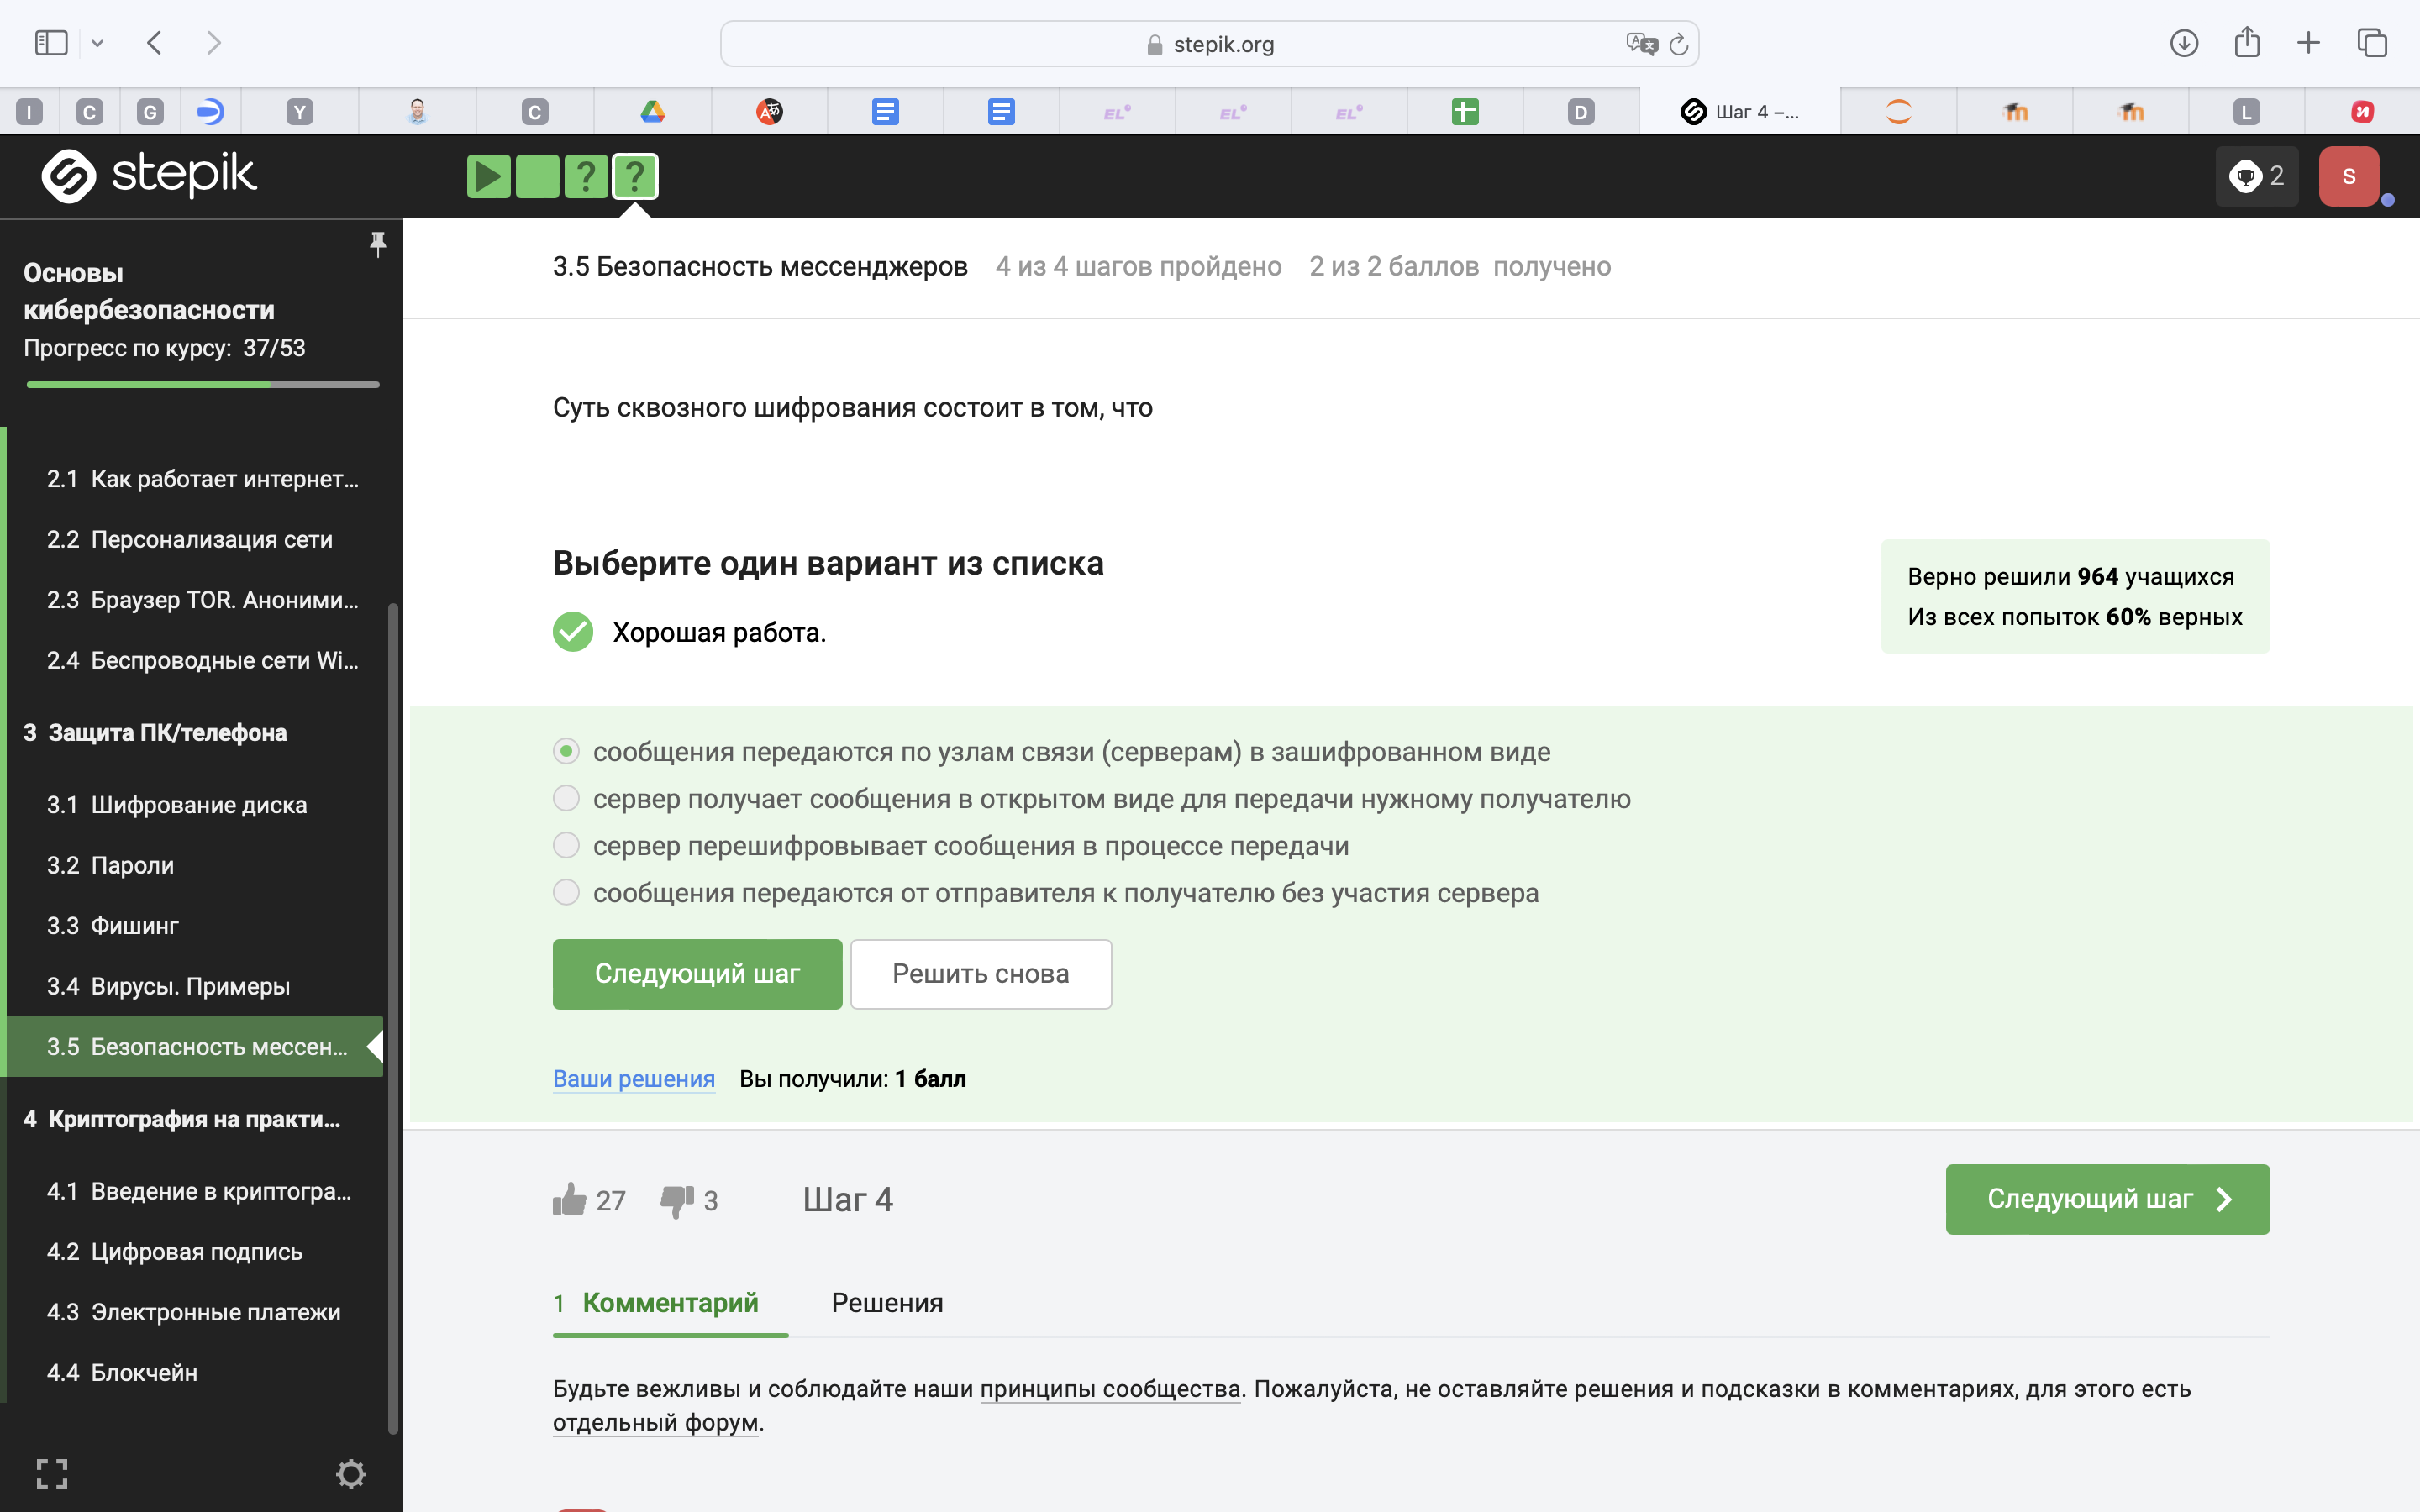 stepik.org
I
C
G
Y
C
EL
EL
EL
D
Шаг 4 –...
L
stepik
?
?
2
S
Основы
кибербезопасности
Прогресс по курсу: 37/53
2.1 Как работает интернет...
2.2 Персонализация сети
2.3 Браузер TOR. Аноними...
2.4 Беспроводные сети Wi...
3 Защита ПК/телефона
3.1 Шифрование диска
3.2 Пароли
3.3 Фишинг
3.4 Вирусы. Примеры
3.5 Безопасность мессен...
4 Криптография на практи...
4.1 Введение в криптогра...
4.2 Цифровая подпись
4.3 Электронные платежи
4.4 Блокчейн
3.5 Безопасность мессенджеров 4 из 4 шагов пройдено 2 из 2 баллов получено
Суть сквозного шифрования состоит в том, что
Выберите один вариант из списка
Хорошая работа.
Верно решили 964 учащихся
Из всех попыток 60% верных
сообщения передаются по узлам связи (серверам) в зашифрованном виде
сервер получает сообщения в открытом виде для передачи нужному получателю
сервер перешифровывает сообщения в процессе передачи
сообщения передаются от отправителя к получателю без участия сервера
Следующий шаг
Решить снова
Ваши решения Вы получили: 1 балл
27
3
Шаг 4
Следующий шаг
1 Комментарий
Решения
Будьте вежливы и соблюдайте наши принципы сообщества. Пожалуйста, не оставляйте решения и подсказки в комментариях, для этого есть
отдельный форум.